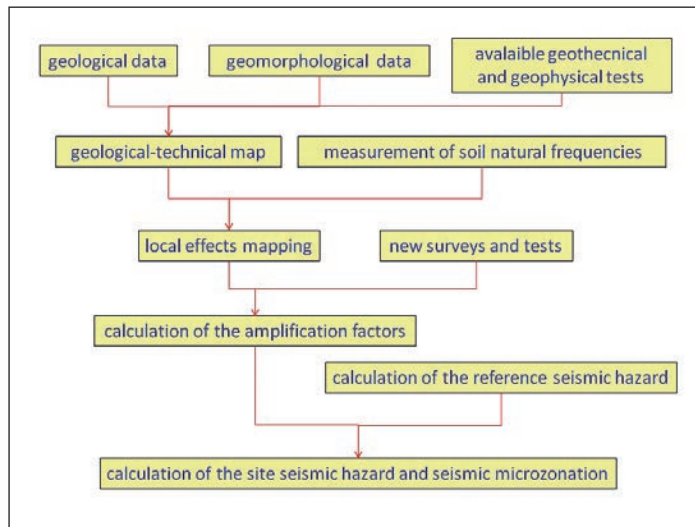 geological data
geomorphological data
avalaible geothecnical
and geophysical tests
geological-technical map
measurement of soil natural frequencies
local effects mapping
new surveys and tests
calculation of the amplification factors
calculation of the reference seismic hazard
calculation of the site seismic hazard and seismic microzonation